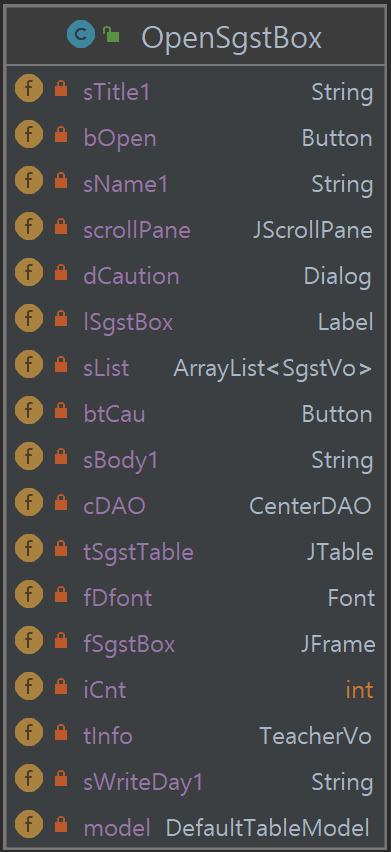 C OpenSgstBox
f sTitle1 String
f bOpen Button
f sName1 String
f scrollPane JScrollPane
f dCaution Dialog
f lSgstBox Label
f sList ArrayList<SgstVo>
f btCau Button
f sBody1 String
f cDAO CenterDAO
f tSgstTable JTable
f fDfont Font
f fSgstBox JFrame
f iCnt int
f tInfo TeacherVo
f sWriteDay1 String
f model DefaultTableModel